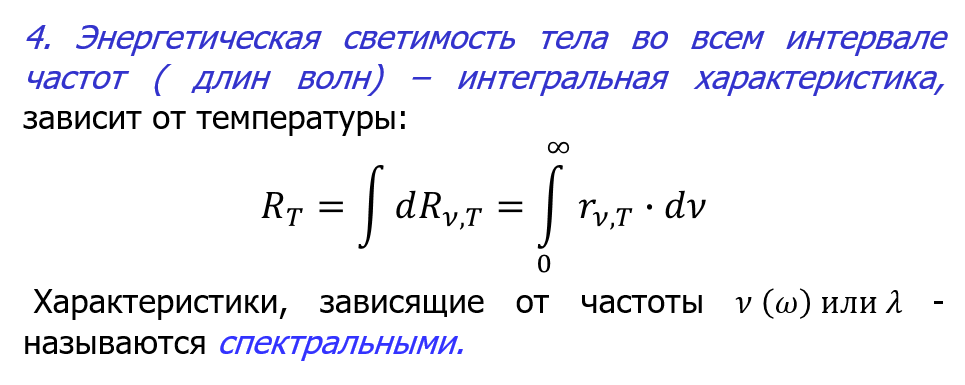 4. Энергетическая светимость тела во всем интервале
частот ( длин волн) – интегральная характеристика,
зависит от температуры:
R_T = ∫ dR_{ν,T} = ∫_0^∞ r_{ν,T} · dν
Характеристики, зависящие от частоты ν (ω) или λ -
называются спектральными.